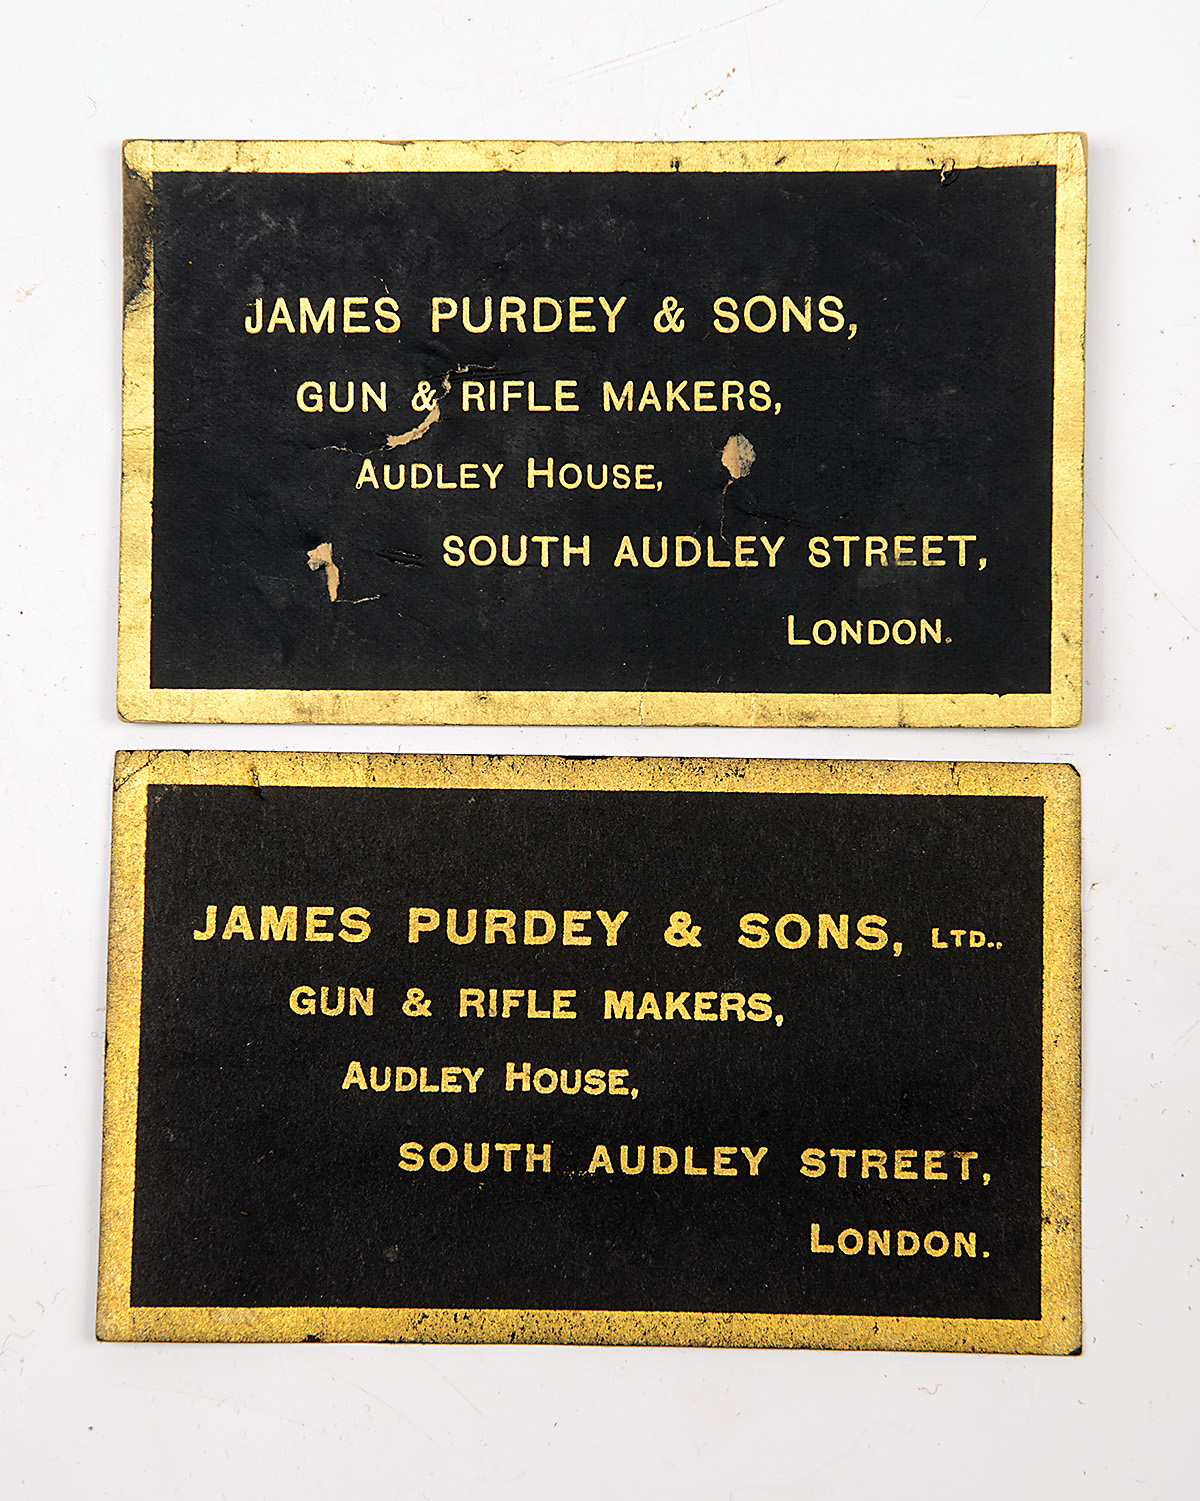 JAMES PURDEY & SONS,
GUN & RIFLE MAKERS,
AUDLEY HOUSE,
SOUTH AUDLEY STREET,
LONDON.
JAMES PURDEY & SONS, LTD..
GUN & RIFLE MAKERS,
AUDLEY HOUSE,
SOUTH AUDLEY STREET,
LONDON.